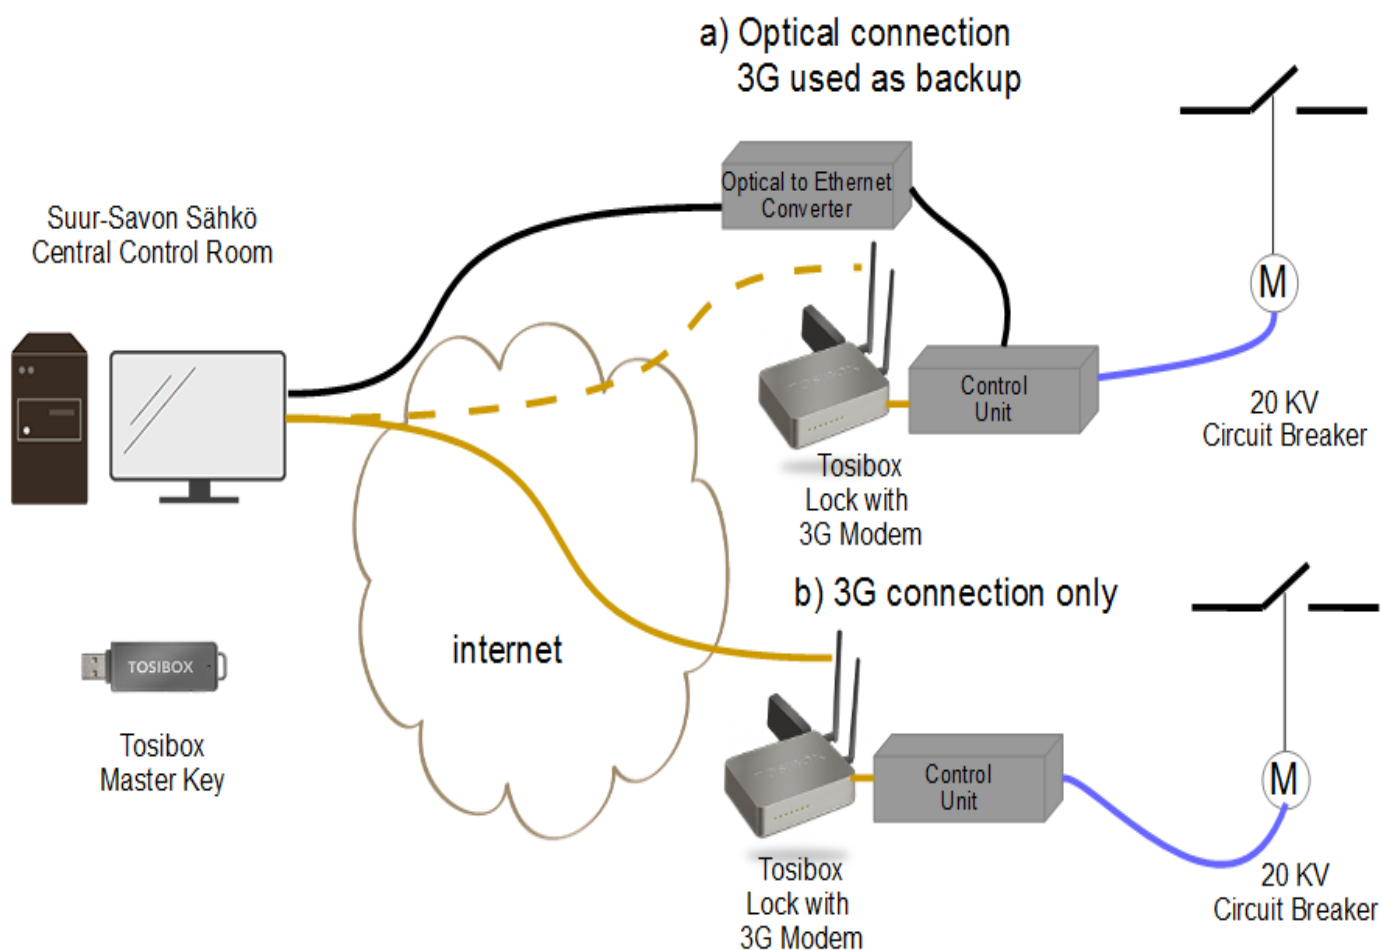 a) Optical connection
3G used as backup
Optical to Ethernet
Converter
Suur-Savon Sähkö
Central Control Room
M
TOSIBOX
Control
Unit
20 KV
Circuit Breaker
Tosibox
Lock with
3G Modem
b) 3G connection only
internet
TOSIBOX
Tosibox
Master Key
M
TOSIBOX
Control
Unit
Tosibox
Lock with
3G Modem
20 KV
Circuit Breaker